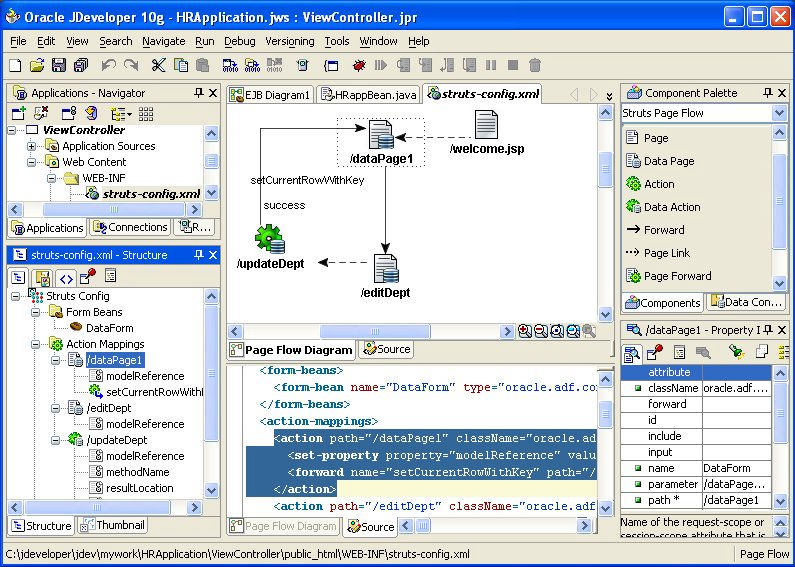 Oracle JDeveloper 10g - HRApplication.jws : ViewController.jpr
File Edit View Search Navigate Run Debug Versioning Tools Window Help
Applications - Navigator
ViewController
Application Sources
Web Content
WEB-INF
struts-config.xml
Applications Connections R...
struts-config.xml - Structure
Struts Config
Form Beans
DataForm
Action Mappings
/dataPage1
modelReference
setCurrentRowWith
/editDept
modelReference
/updateDept
modelReference
methodName
resultLocation
Structure Thumbnail
EJB Diagram1 HRappBean.java struts-config.xml
/dataPage1
/welcome.jsp
setCurrentRowWithKey
success
/updateDept
/editDept
Page Flow Diagram Source
<form-beans>
<form-bean name="DataForm" type="oracle.adf.co
</form-beans>
<action-mappings>
<action path="/dataPage1" className="oracle.ad
<set-property property="modelReference" valu
<forward name="setCurrentRowWithKey" path="/
</action>
<action path="/editDept" className="oracle.adf
Page Flow Diagram Source
Component Palette
Struts Page Flow
Page
Data Page
Action
Data Action
Forward
Page Link
Page Forward
Components Data Con...
/dataPage1 - Property I
attribute
className oracle.adf....
forward
id
include
input
name DataForm
parameter /dataPage...
path * /dataPage1
Name of the request-scope or
session-scope attribute that is
C:\jdeveloper\jdev\mywork\HRApplication\ViewController\public_html\WEB-INF\struts-config.xml
Page Flow